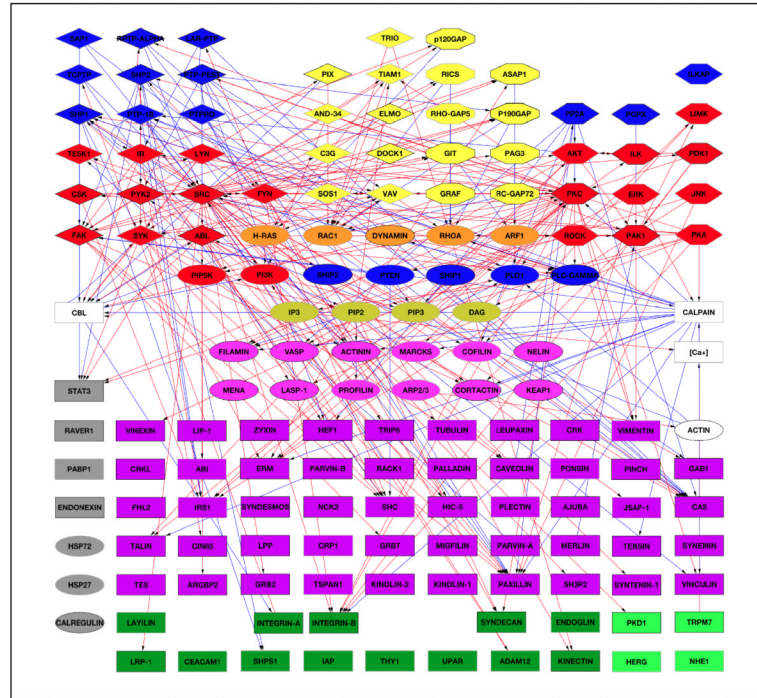 SAP1 RPTP-ALPHA LAR-PTP TRIO p120GAP
TCPTP SHP2 PTP-PEST PIX TIAM1 RICS ASAP1 ILKAP
SHP1 PTP-1B PTPRO AND-34 ELMO RHO-GAP5 P190GAP PP2A POPX LIMK
TESK1 IR LYN C3G DOCK1 GIT PAG3 AKT ILK PDK1
CSK PYK2 SRC FYN SOS1 VAV GRAF RC-GAP72 PKC ERK JNK
FAK SYK ABL H-RAS RAC1 DYNAMIN RHOA ARF1 ROCK PAK1 PKA
PIP5K PI3K SHIP2 PTEN SHIP1 PLD1 PLC-GAMMA
CBL IP3 PIP2 PIP3 DAG CALPAIN
FILAMIN VASP ACTININ MARCKS COFILIN NELIN [Ca+]
STAT3 MENA LASP-1 PROFILIN ARP2/3 CORTACTIN KEAP1
RAVER1 VINEXIN LIP-1 ZYXIN HEF1 TRIP6 TUBULIN LEUPAXIN CRK VIMENTIN ACTIN
PABP1 CRKL ABI ERM PARVIN-B RACK1 PALLADIN CAVEOLIN PONSIN PINCH GAB1
ENDONEXIN FHL2 IRS1 SYNDESMOS NCK2 SHC HIC-5 PLECTIN AJUBA JSAP-1 CAS
HSP72 TALIN CIN85 LPP CRP1 GRB7 MIGFILIN PARVIN-A MERLIN TENSIN SYNEMIN
HSP27 TES ARGBP2 GRB2 TSPAN1 KINDLIN-2 KINDLIN-1 PAXILLIN SH3P2 SYNTENIN-1 VINCULIN
CALREGULIN LAYILIN INTEGRIN-A INTEGRIN-B SYNDECAN ENDOGLIN PKD1 TRPM7
LRP-1 CEACAM1 SHPS1 IAP THY1 UPAR ADAM12 KINECTIN HERG NHE1